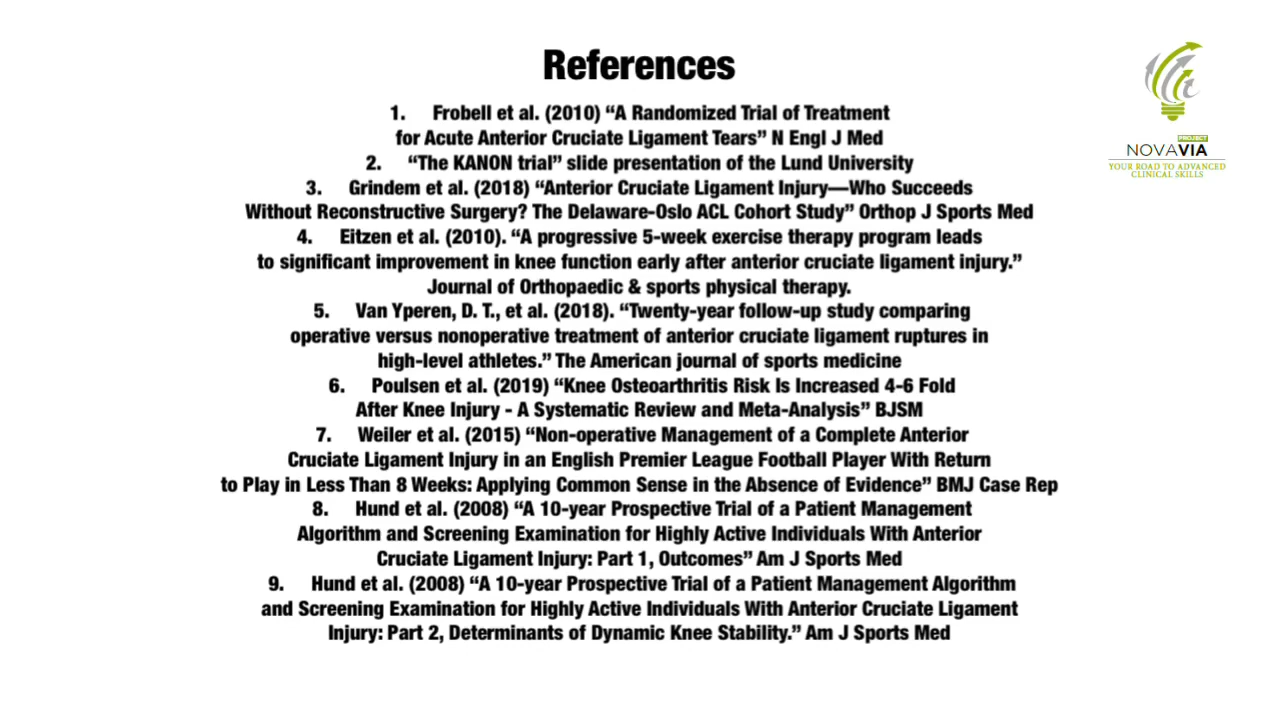 References
1. Frobell et al. (2010) “A Randomized Trial of Treatment
for Acute Anterior Cruciate Ligament Tears” N Engl J Med
2. “The KANON trial” slide presentation of the Lund University
3. Grindem et al. (2018) “Anterior Cruciate Ligament Injury—Who Succeeds
Without Reconstructive Surgery? The Delaware-Oslo ACL Cohort Study” Orthop J Sports Med
4. Eitzen et al. (2010). “A progressive 5-week exercise therapy program leads
to significant improvement in knee function early after anterior cruciate ligament injury.”
Journal of Orthopaedic & sports physical therapy.
5. Van Yperen, D. T., et al. (2018). “Twenty-year follow-up study comparing
operative versus nonoperative treatment of anterior cruciate ligament ruptures in
high-level athletes.” The American journal of sports medicine
6. Poulsen et al. (2019) “Knee Osteoarthritis Risk Is Increased 4-6 Fold
After Knee Injury - A Systematic Review and Meta-Analysis” BJSM
7. Weiler et al. (2015) “Non-operative Management of a Complete Anterior
Cruciate Ligament Injury in an English Premier League Football Player With Return
to Play in Less Than 8 Weeks: Applying Common Sense in the Absence of Evidence” BMJ Case Rep
8. Hund et al. (2008) “A 10-year Prospective Trial of a Patient Management
Algorithm and Screening Examination for Highly Active Individuals With Anterior
Cruciate Ligament Injury: Part 1, Outcomes” Am J Sports Med
9. Hund et al. (2008) “A 10-year Prospective Trial of a Patient Management Algorithm
and Screening Examination for Highly Active Individuals With Anterior Cruciate Ligament
Injury: Part 2, Determinants of Dynamic Knee Stability.” Am J Sports Med
PROJECT
NOVAVIA
YOUR ROAD TO ADVANCED
CLINICAL SKILLS